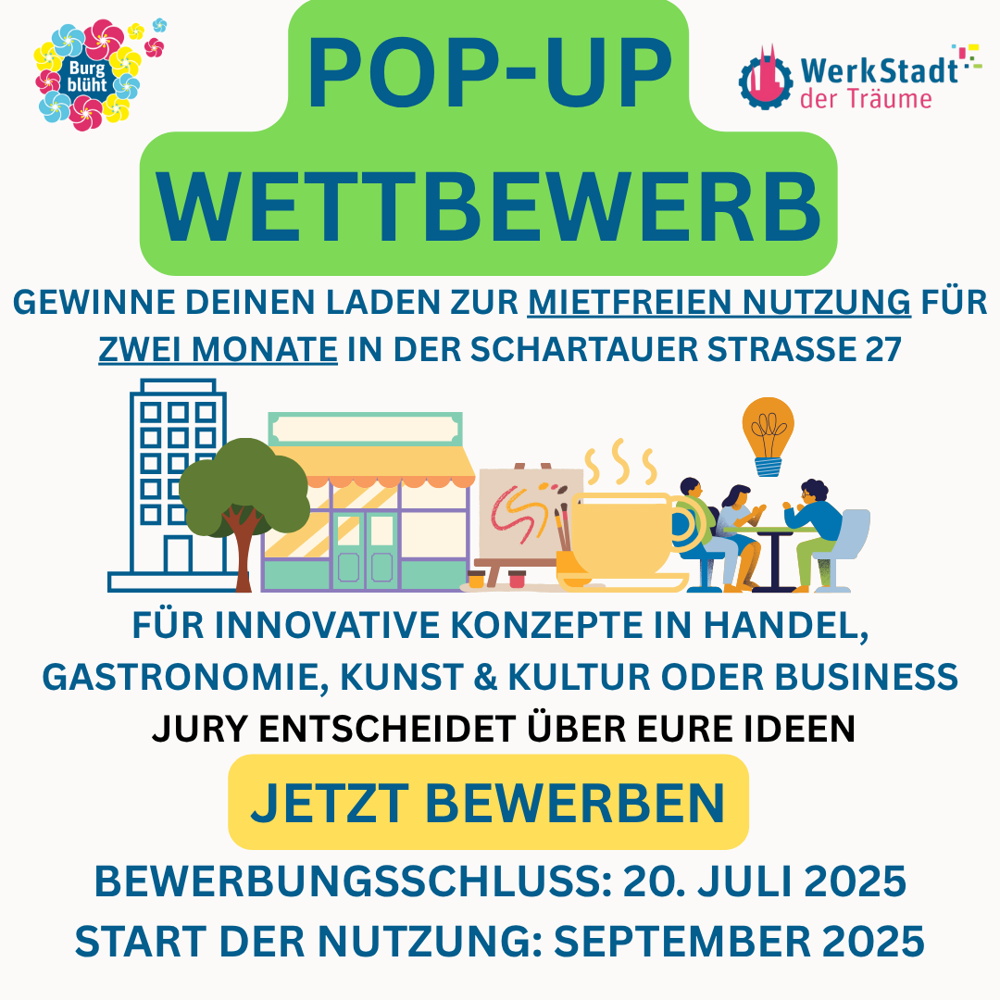 Burg
blüht
POP-UP
WerkStadt
der Träume
WETTBEWERB
GEWINNE DEINEN LADEN ZUR MIETFREIEN NUTZUNG FÜR
ZWEI MONATE IN DER SCHARTAUER STRASSE 27
FÜR INNOVATIVE KONZEPTE IN HANDEL,
GASTRONOMIE, KUNST & KULTUR ODER BUSINESS
JURY ENTSCHEIDET ÜBER EURE IDEEN
JETZT BEWERBEN
BEWERBUNGSSCHLUSS: 20. JULI 2025
START DER NUTZUNG: SEPTEMBER 2025